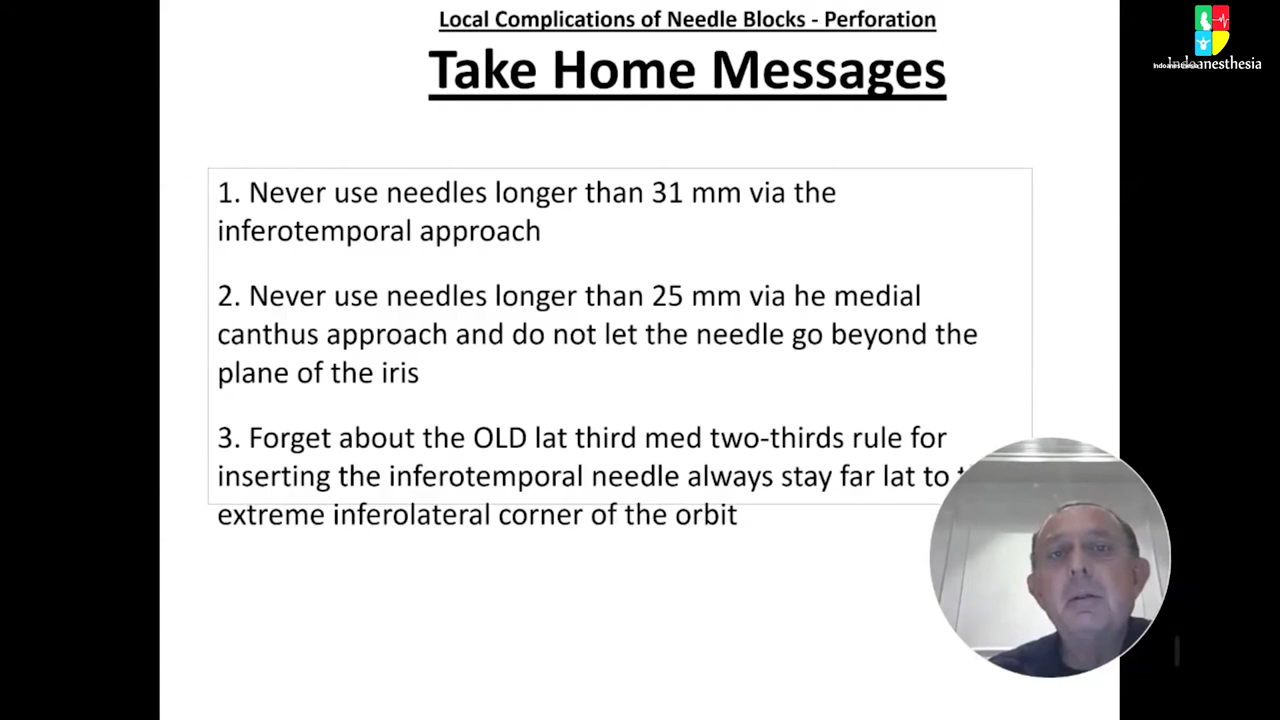 Local Complications of Needle Blocks - Perforation
Take Home Messages
Indoanesthesia
1. Never use needles longer than 31 mm via the
inferotemporal approach
2. Never use needles longer than 25 mm via he medial
canthus approach and do not let the needle go beyond the
plane of the iris
3. Forget about the OLD lat third med two-thirds rule for
inserting the inferotemporal needle always stay far lat to
extreme inferolateral corner of the orbit